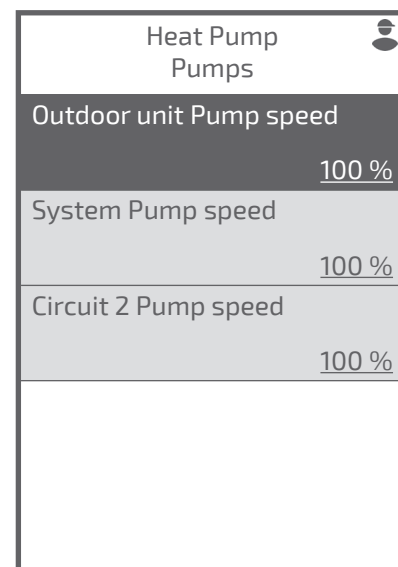 Heat Pump
Pumps
Outdoor unit Pump speed
100 %
System Pump speed
100 %
Circuit 2 Pump speed
100 %